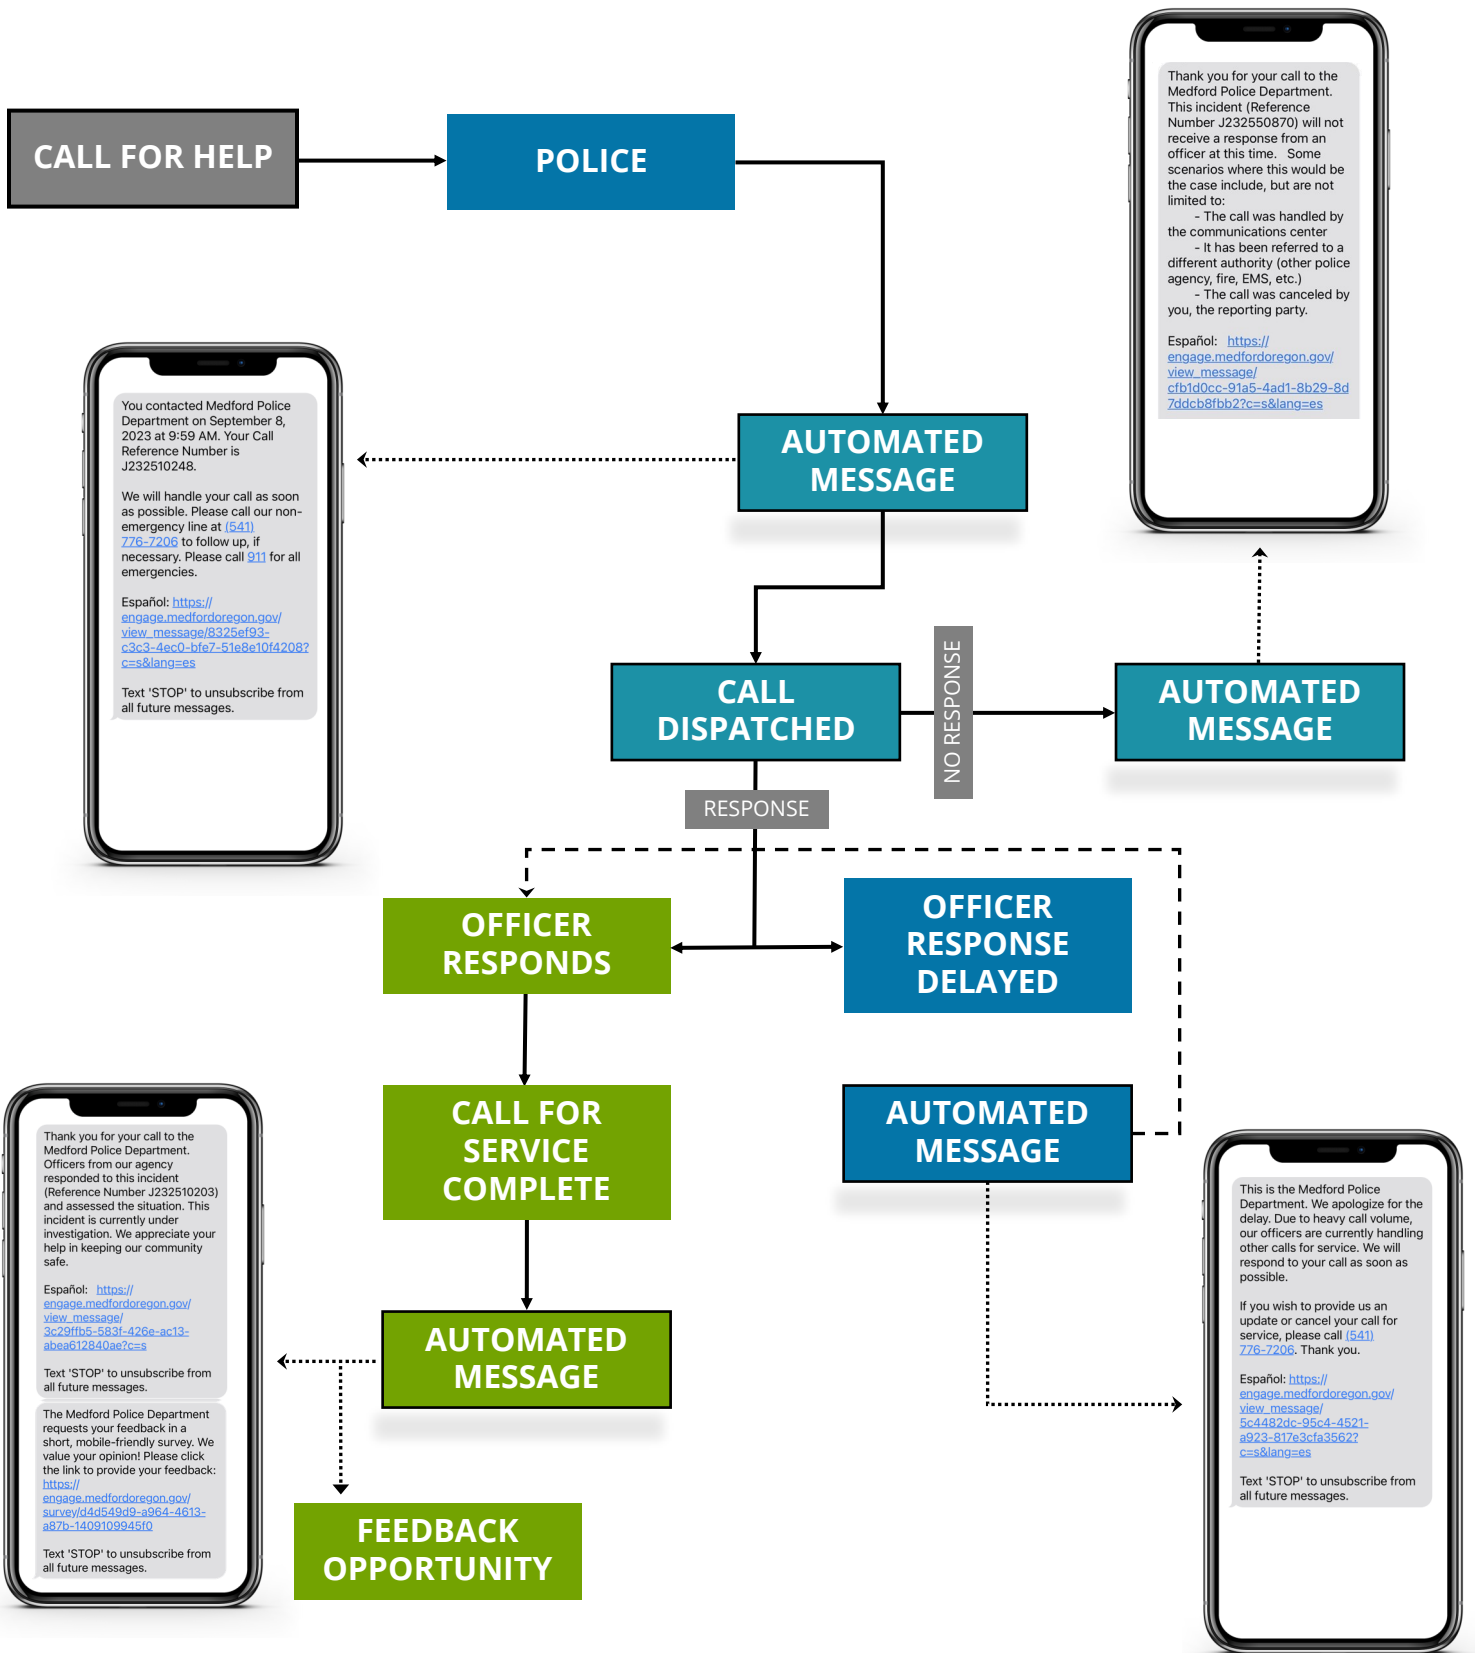 CALL FOR HELP
POLICE
Thank you for your call to the
Medford Police Department.
This incident (Reference
Number J232550870) will not
receive a response from an
officer at this time.   Some
scenarios where this would be
the case include, but are not
limited to:
- The call was handled by
the communications center
- It has been referred to a
different authority (other police
agency, fire, EMS, etc.)
- The call was canceled by
you, the reporting party.
Español:   https://
engage.medfordoregon.gov/
view_message/
cfb1d0cc-91a5-4ad1-8b29-8d
7ddcb8fbb2?c=s&lang=es
You contacted Medford Police
Department on September 8,
2023 at 9:59 AM. Your Call
Reference Number is
J232510248.
We will handle your call as soon
as possible. Please call our non-
emergency line at (541)
776-7206 to follow up, if
necessary. Please call 911 for all
emergencies.
Español: https://
engage.medfordoregon.gov/
view_message/8325ef93-
c3c3-4ec0-bfe7-51e8e10f4208?
c=s&lang=es
Text 'STOP' to unsubscribe from
all future messages.
AUTOMATED
MESSAGE
CALL
DISPATCHED
NO RESPONSE
AUTOMATED
MESSAGE
RESPONSE
OFFICER
RESPONDS
OFFICER
RESPONSE
DELAYED
CALL FOR
SERVICE
COMPLETE
AUTOMATED
MESSAGE
Thank you for your call to the
Medford Police Department.
Officers from our agency
responded to this incident
(Reference Number J232510203)
and assessed the situation. This
incident is currently under
investigation. We appreciate your
help in keeping our community
safe.
Español:   https://
engage.medfordoregon.gov/
view_message/
3c29ffb5-583f-426e-ac13-
abea612840ae?c=s
Text 'STOP' to unsubscribe from
all future messages.
The Medford Police Department
requests your feedback in a
short, mobile-friendly survey. We
value your opinion! Please click
the link to provide your feedback:
https://
engage.medfordoregon.gov/
survey/d4d549d9-a964-4613-
a87b-1409109945f0
Text 'STOP' to unsubscribe from
all future messages.
AUTOMATED
MESSAGE
FEEDBACK
OPPORTUNITY
This is the Medford Police
Department. We apologize for the
delay. Due to heavy call volume,
our officers are currently handling
other calls for service. We will
respond to your call as soon as
possible.
If you wish to provide us an
update or cancel your call for
service, please call (541)
776-7206. Thank you.
Español: https://
engage.medfordoregon.gov/
view_message/
5c4482dc-95c4-4521-
a923-817e3cfa3562?
c=s&lang=es
Text 'STOP' to unsubscribe from
all future messages.